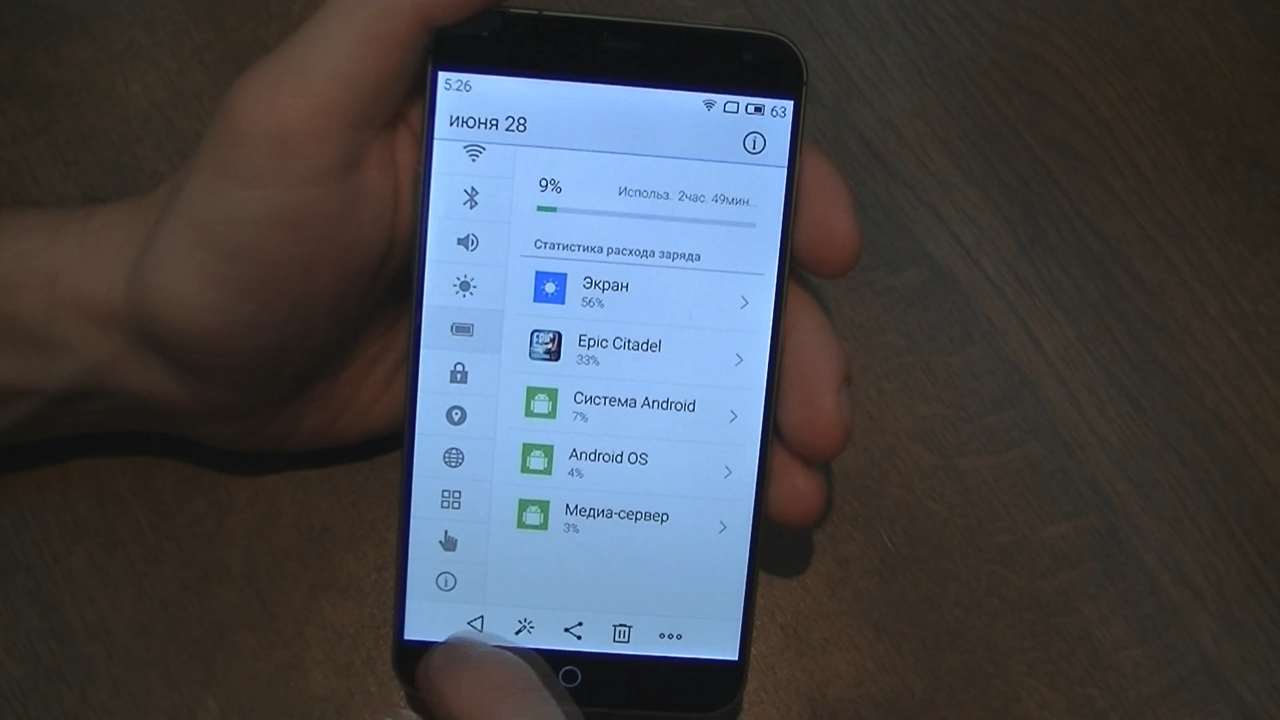 5:26
63
июня 28
9%
Использ. 2час. 49мин...
Статистика расхода заряда
Экран
56%
EPIC
Epic Citadel
33%
Система Android
7%
Android OS
4%
Медиа-сервер
3%